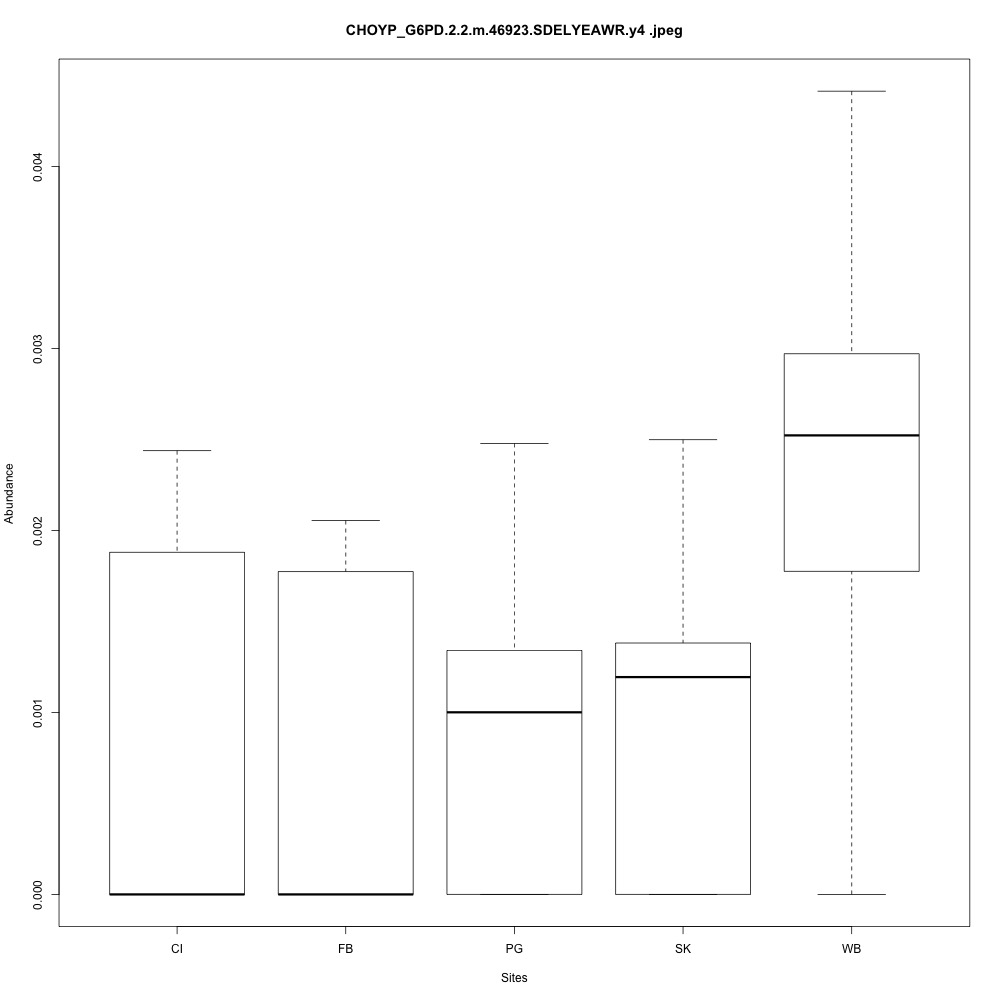 CHOYP_G6PD.2.2.m.46923.SDELYEAWR.y4 .jpeg
0.004
0.003
0.002
0.001
0.000
Abundance
CI FB PG SK WB
Sites